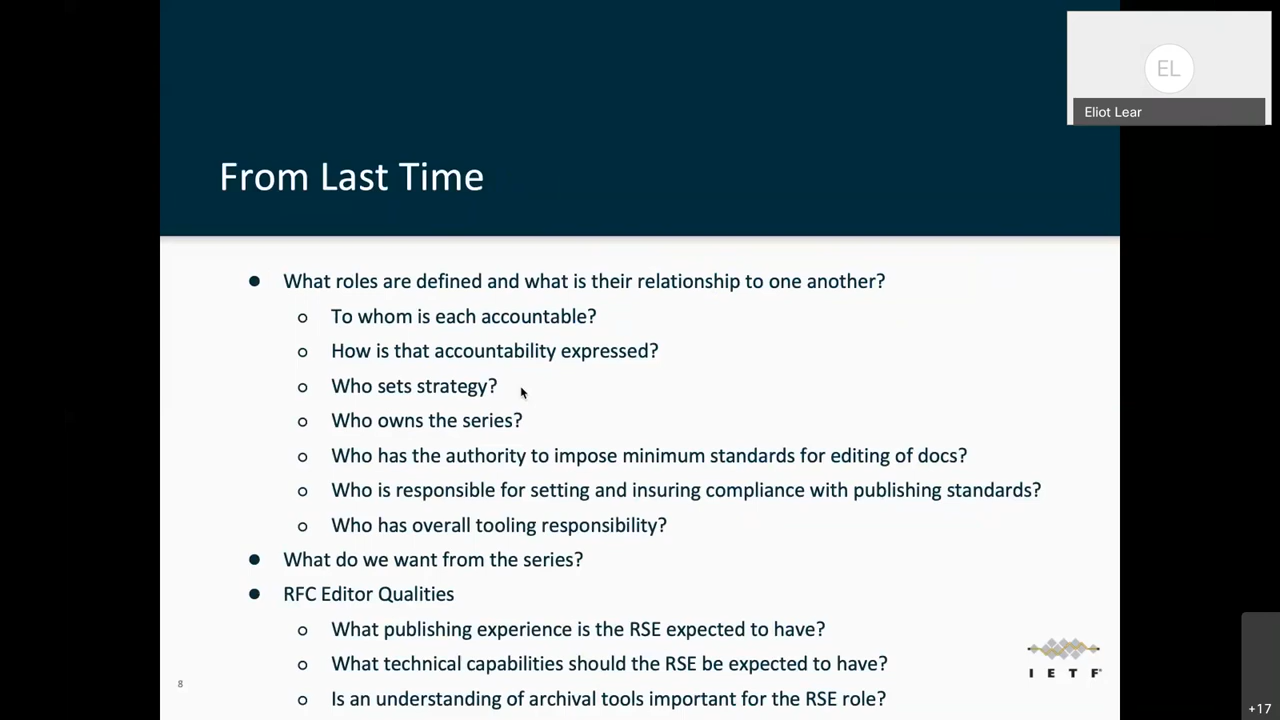 EL
Eliot Lear
From Last Time
● What roles are defined and what is their relationship to one another?
○ To whom is each accountable?
○ How is that accountability expressed?
○ Who sets strategy?
○ Who owns the series?
○ Who has the authority to impose minimum standards for editing of docs?
○ Who is responsible for setting and insuring compliance with publishing standards?
○ Who has overall tooling responsibility?
● What do we want from the series?
● RFC Editor Qualities
○ What publishing experience is the RSE expected to have?
○ What technical capabilities should the RSE be expected to have?
○ Is an understanding of archival tools important for the RSE role?
I E T F
8
+17